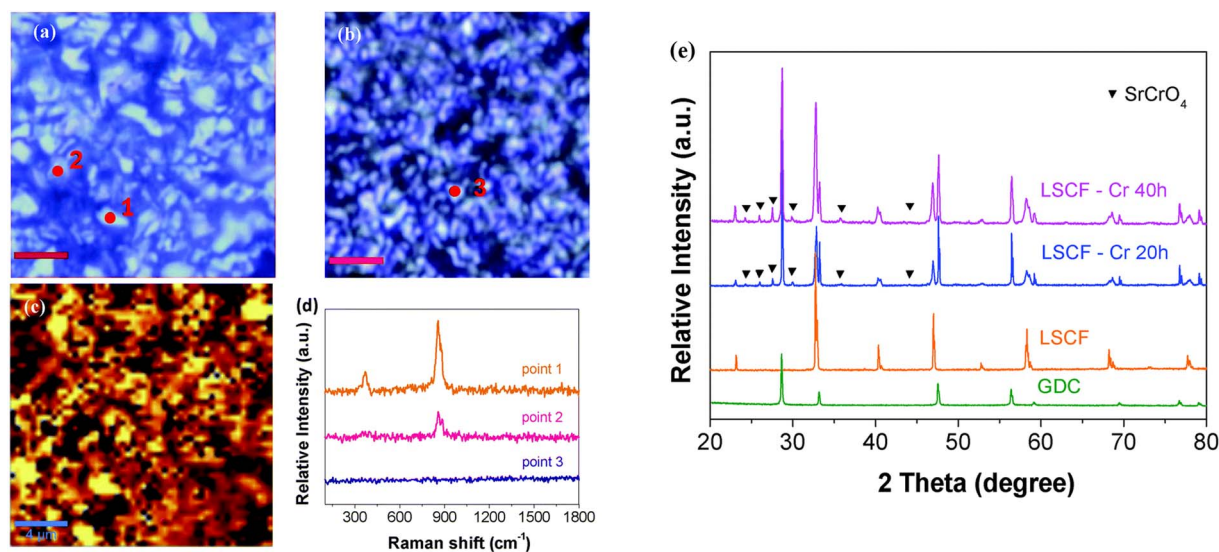 (a)
2
1
(b)
3
(c)
4 μm
(d)
Relative Intensity (a.u.)
point 1
point 2
point 3
300 600 900 1200 1500 1800
Raman shift (cm⁻¹)
(e)
Relative Intensity (a.u.)
▼ SrCrO₄
LSCF - Cr 40h
LSCF - Cr 20h
LSCF
GDC
20 30 40 50 60 70 80
2 Theta (degree)